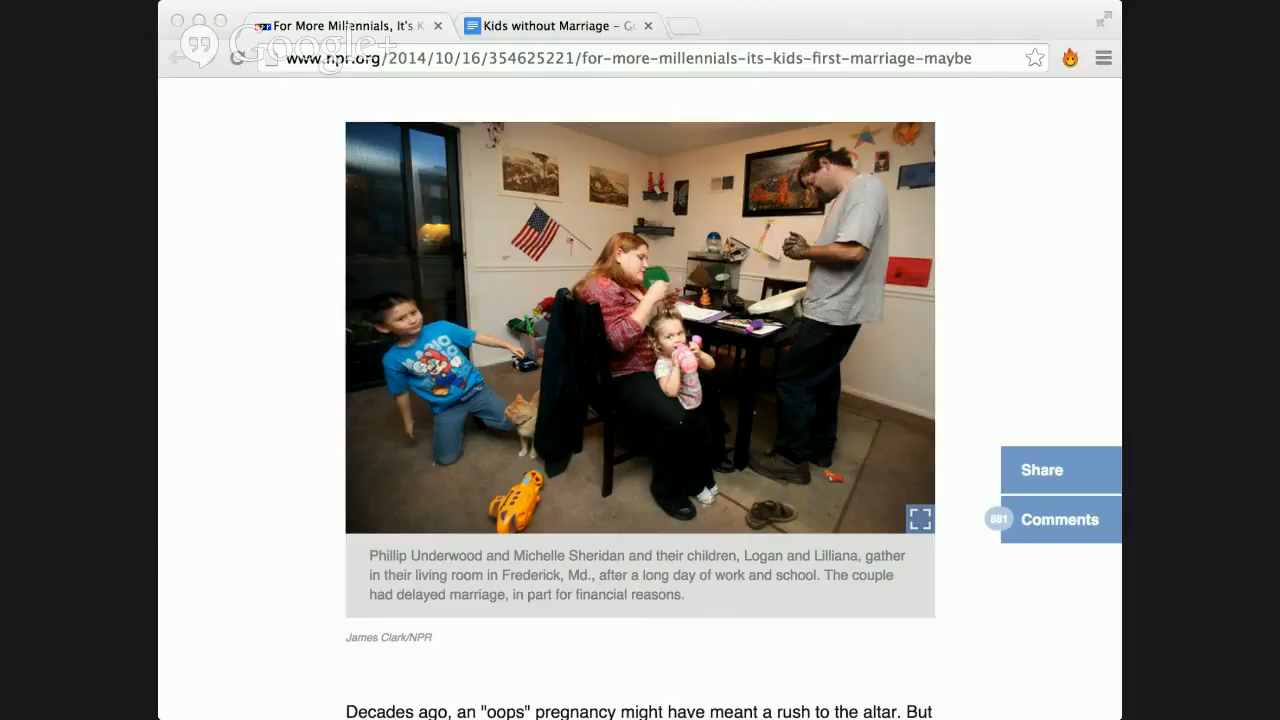 For More Millennials, It's K
Kids without Marriage – Go
Google+
www.npr.org/2014/10/16/354625221/for-more-millennials-its-kids-first-marriage-maybe
MARIO
Share
881 Comments
Phillip Underwood and Michelle Sheridan and their children, Logan and Lilliana, gather
in their living room in Frederick, Md., after a long day of work and school. The couple
had delayed marriage, in part for financial reasons.
James Clark/NPR
Decades ago, an "oops" pregnancy might have meant a rush to the altar. But